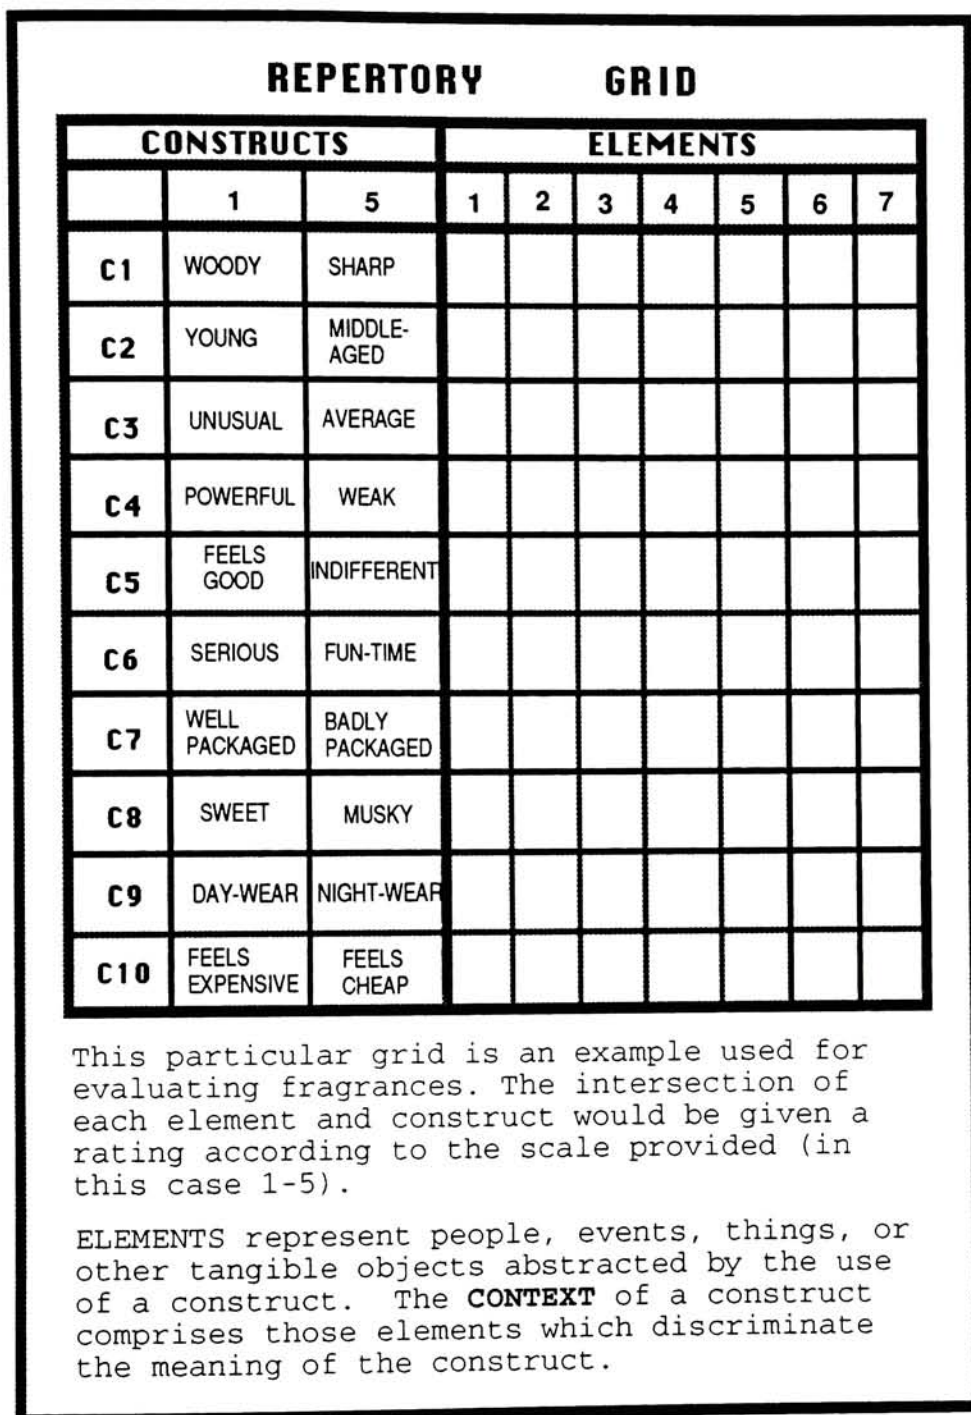 REPERTORY GRID
CONSTRUCTS ELEMENTS
1 5 1 2 3 4 5 6 7
C1 WOODY SHARP
C2 YOUNG MIDDLE-
AGED
C3 UNUSUAL AVERAGE
C4 POWERFUL WEAK
C5 FEELS
GOOD INDIFFERENT
C6 SERIOUS FUN-TIME
C7 WELL
PACKAGED BADLY
PACKAGED
C8 SWEET MUSKY
C9 DAY-WEAR NIGHT-WEAR
C10 FEELS
EXPENSIVE FEELS
CHEAP
This particular grid is an example used for
evaluating fragrances. The intersection of
each element and construct would be given a
rating according to the scale provided (in
this case 1-5).
ELEMENTS represent people, events, things, or
other tangible objects abstracted by the use
of a construct. The CONTEXT of a construct
comprises those elements which discriminate
the meaning of the construct.